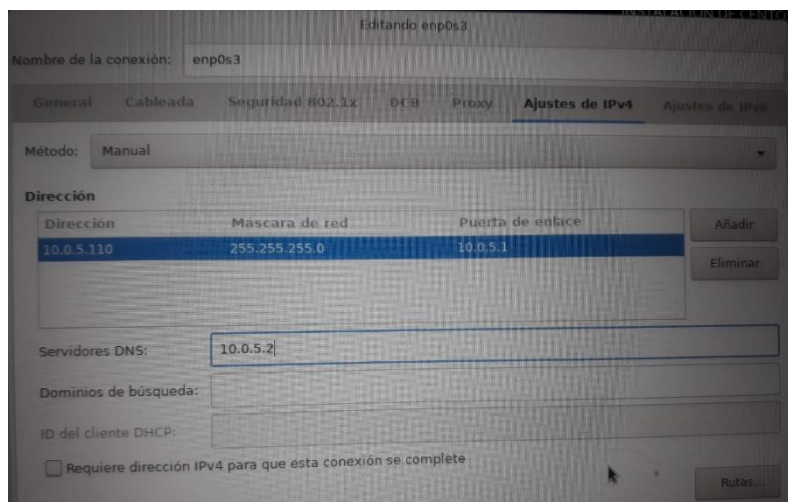 INSTALACIÓN DE CENTO
Editando enp0s3
Nombre de la conexión: enp0s3
General Cableada Seguridad 802.1x DCB Proxy Ajustes de IPv4 Ajustes de IPv6
Método: Manual
Dirección
Dirección Máscara de red Puerta de enlace Añadir
10.0.5.110 255.255.255.0 10.0.5.1
Eliminar
Servidores DNS: 10.0.5.2
Dominios de búsqueda:
ID del cliente DHCP:
Requiere dirección IPv4 para que esta conexión se complete
Rutas...